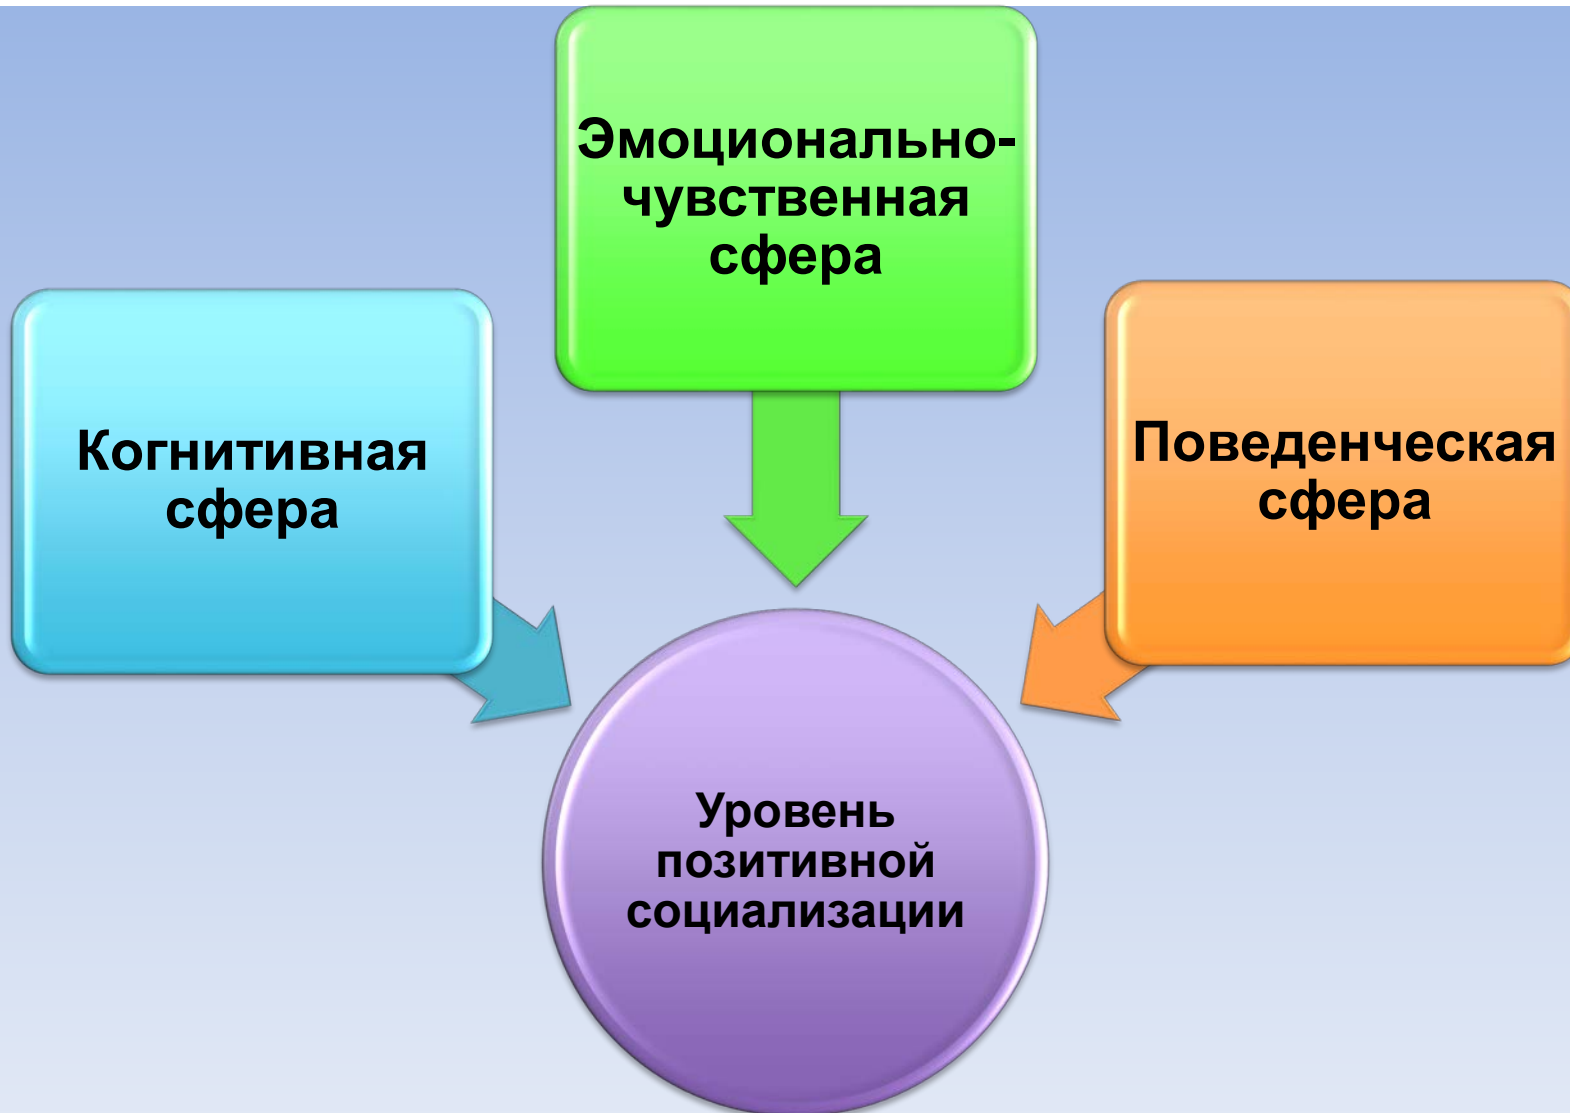 Эмоционально-
чувственная
сфера
Когнитивная
сфера
Поведенческая
сфера
Уровень
позитивной
социализации